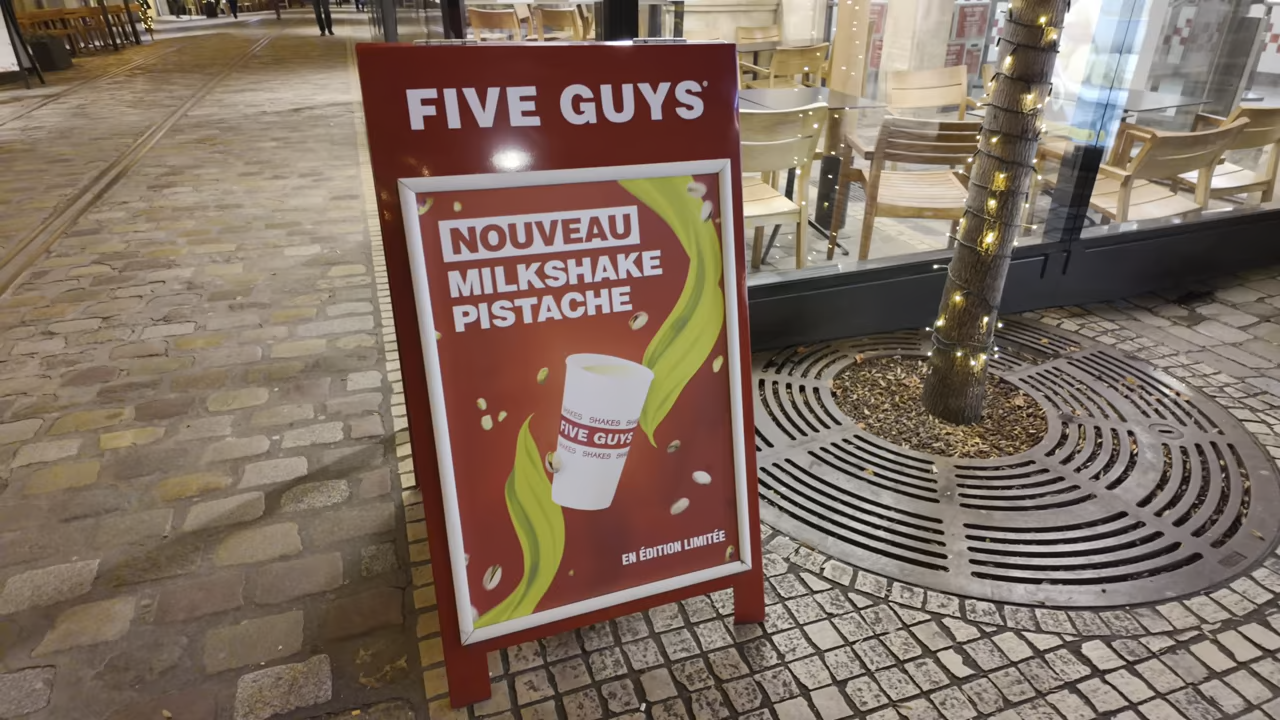 FIVE GUYS
NOUVEAU
MILKSHAKE
PISTACHE
SHAKES SHAKES
FIVE GUYS
SHAKES SHAKES
EN ÉDITION LIMITÉE